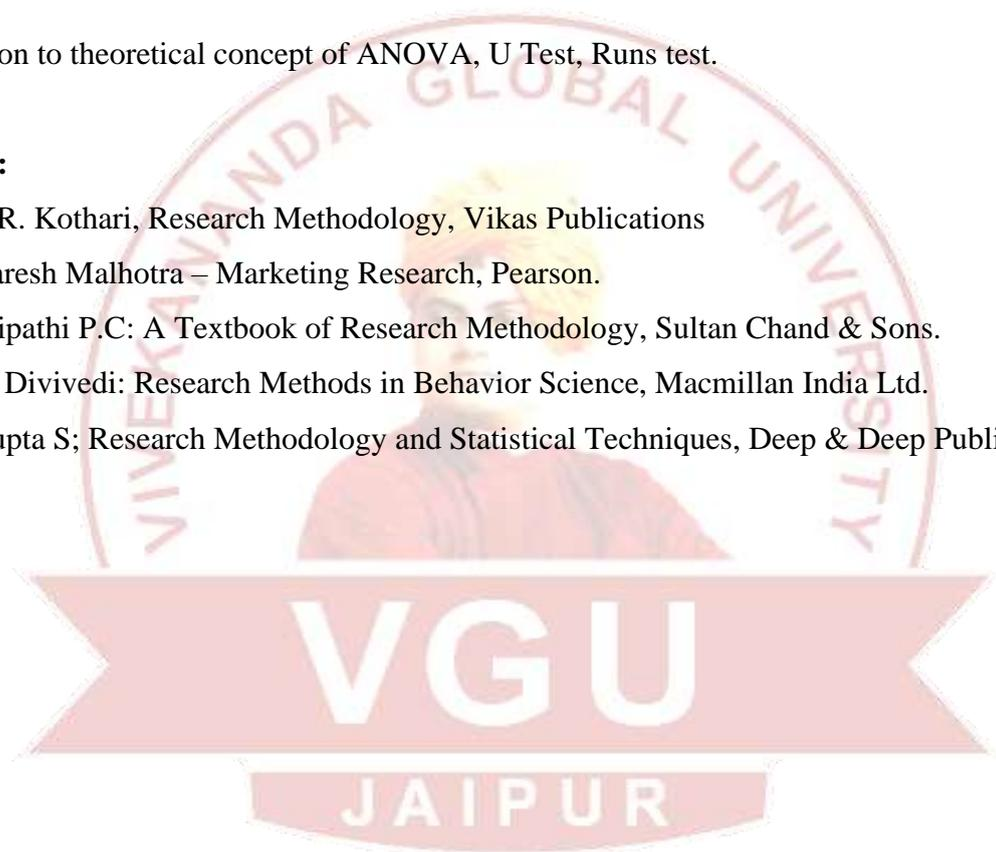 on to theoretical concept of ANOVA, U Test, Runs test.
:
R. Kothari, Research Methodology, Vikas Publications
aresh Malhotra – Marketing Research, Pearson.
ipathi P.C: A Textbook of Research Methodology, Sultan Chand & Sons.
Divivedi: Research Methods in Behavior Science, Macmillan India Ltd.
upta S; Research Methodology and Statistical Techniques, Deep & Deep Publi
VIVEKANANDA GLOBAL UNIVERSITY
VGU
JAIPUR